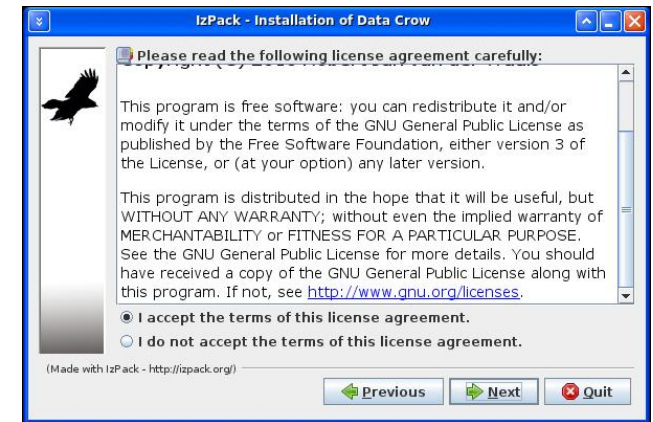 IzPack - Installation of Data Crow
Please read the following license agreement carefully:
This program is free software: you can redistribute it and/or
modify it under the terms of the GNU General Public License as
published by the Free Software Foundation, either version 3 of
the License, or (at your option) any later version.
This program is distributed in the hope that it will be useful, but
WITHOUT ANY WARRANTY; without even the implied warranty of
MERCHANTABILITY or FITNESS FOR A PARTICULAR PURPOSE.
See the GNU General Public License for more details. You should
have received a copy of the GNU General Public License along with
this program. If not, see http://www.gnu.org/licenses.
I accept the terms of this license agreement.
I do not accept the terms of this license agreement.
(Made with IzPack - http://izpack.org/)
Previous
Next
Quit